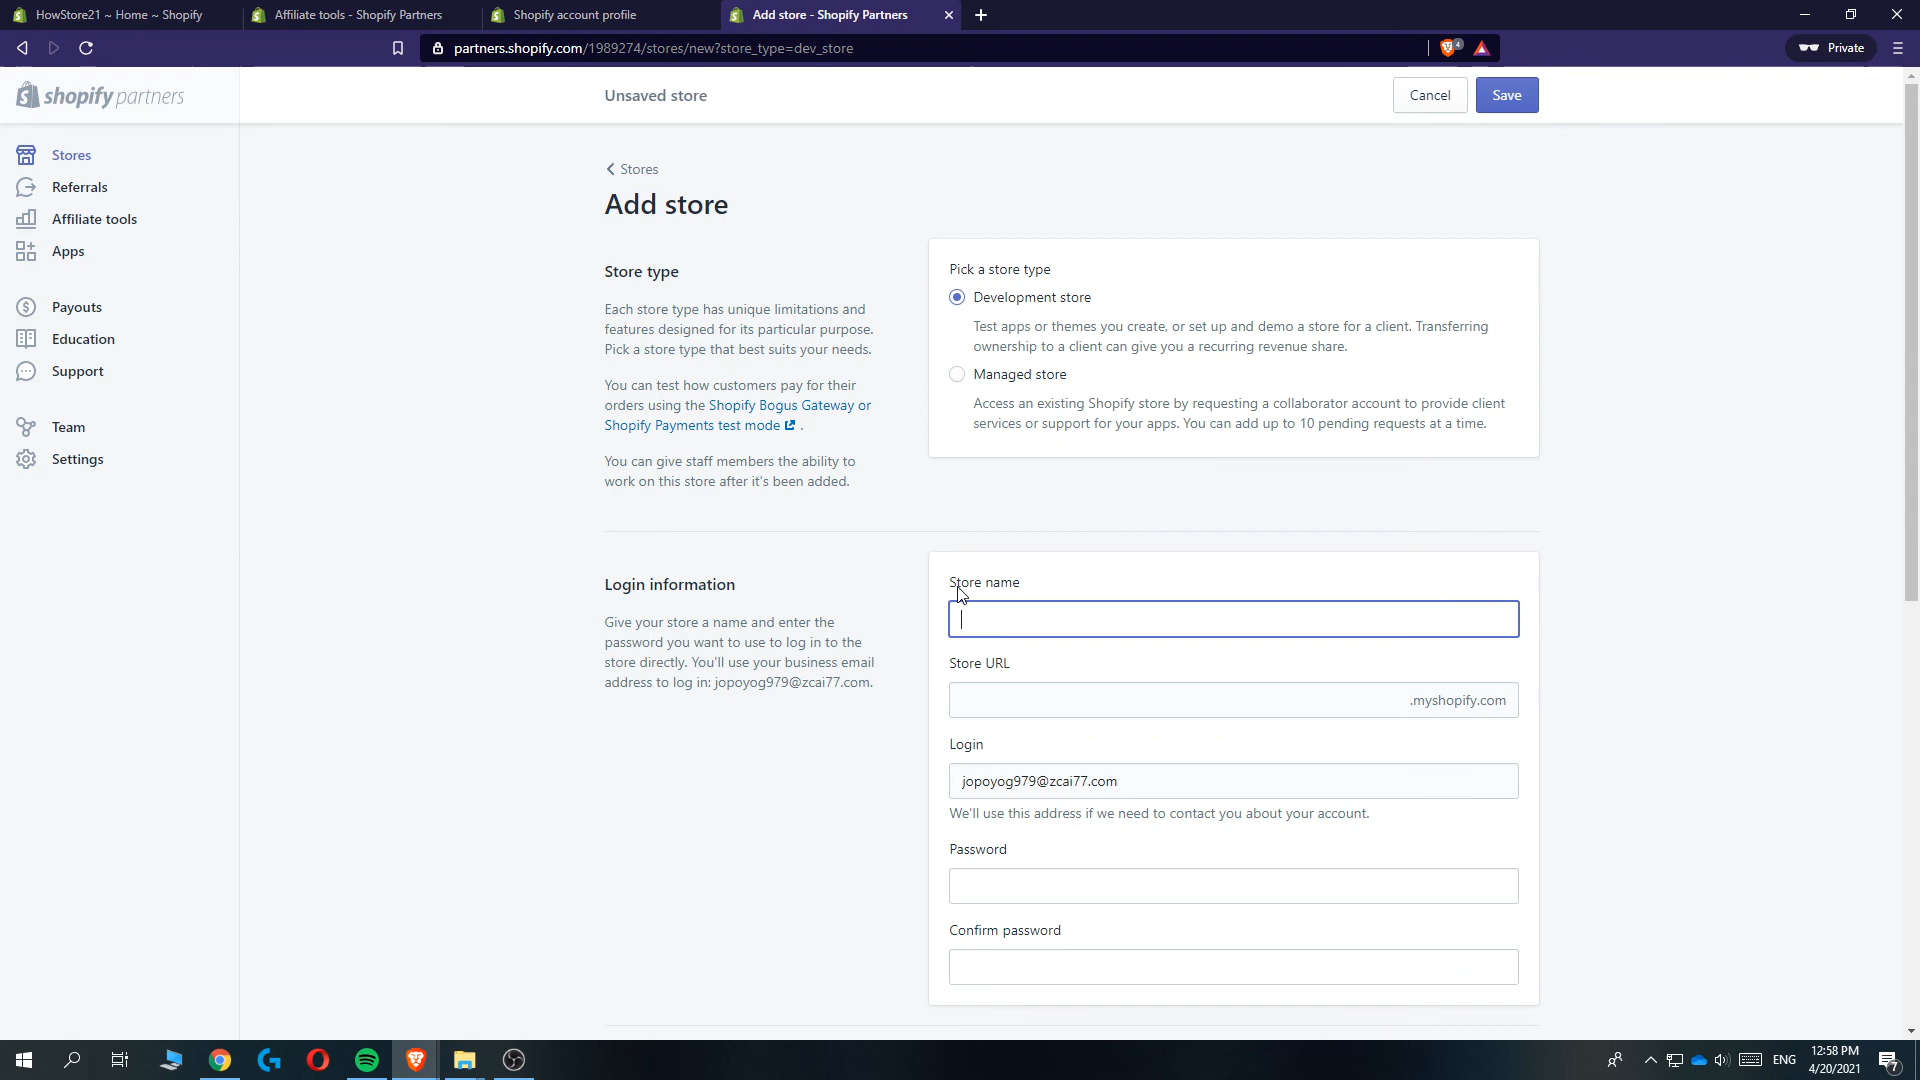 HowStore21 ~ Home ~ Shopify
Affiliate tools - Shopify Partners
Shopify account profile
Add store - Shopify Partners
partners.shopify.com/1989274/stores/new?store_type=dev_store
4
Private
shopify partners
Unsaved store
Cancel
Save
Stores
Referrals
Affiliate tools
Apps
Payouts
Education
Support
Team
Settings
Stores
Add store
Store type
Each store type has unique limitations and
features designed for its particular purpose.
Pick a store type that best suits your needs.
You can test how customers pay for their
orders using the Shopify Bogus Gateway or
Shopify Payments test mode .
You can give staff members the ability to
work on this store after it's been added.
Pick a store type
Development store
Test apps or themes you create, or set up and demo a store for a client. Transferring
ownership to a client can give you a recurring revenue share.
Managed store
Access an existing Shopify store by requesting a collaborator account to provide client
services or support for your apps. You can add up to 10 pending requests at a time.
Login information
Give your store a name and enter the
password you want to use to log in to the
store directly. You'll use your business email
address to log in: jopoyog979@zcai77.com.
Store name
Store URL
.myshopify.com
Login
jopoyog979@zcai77.com
We'll use this address if we need to contact you about your account.
Password
Confirm password
ENG
12:58 PM
4/20/2021
7